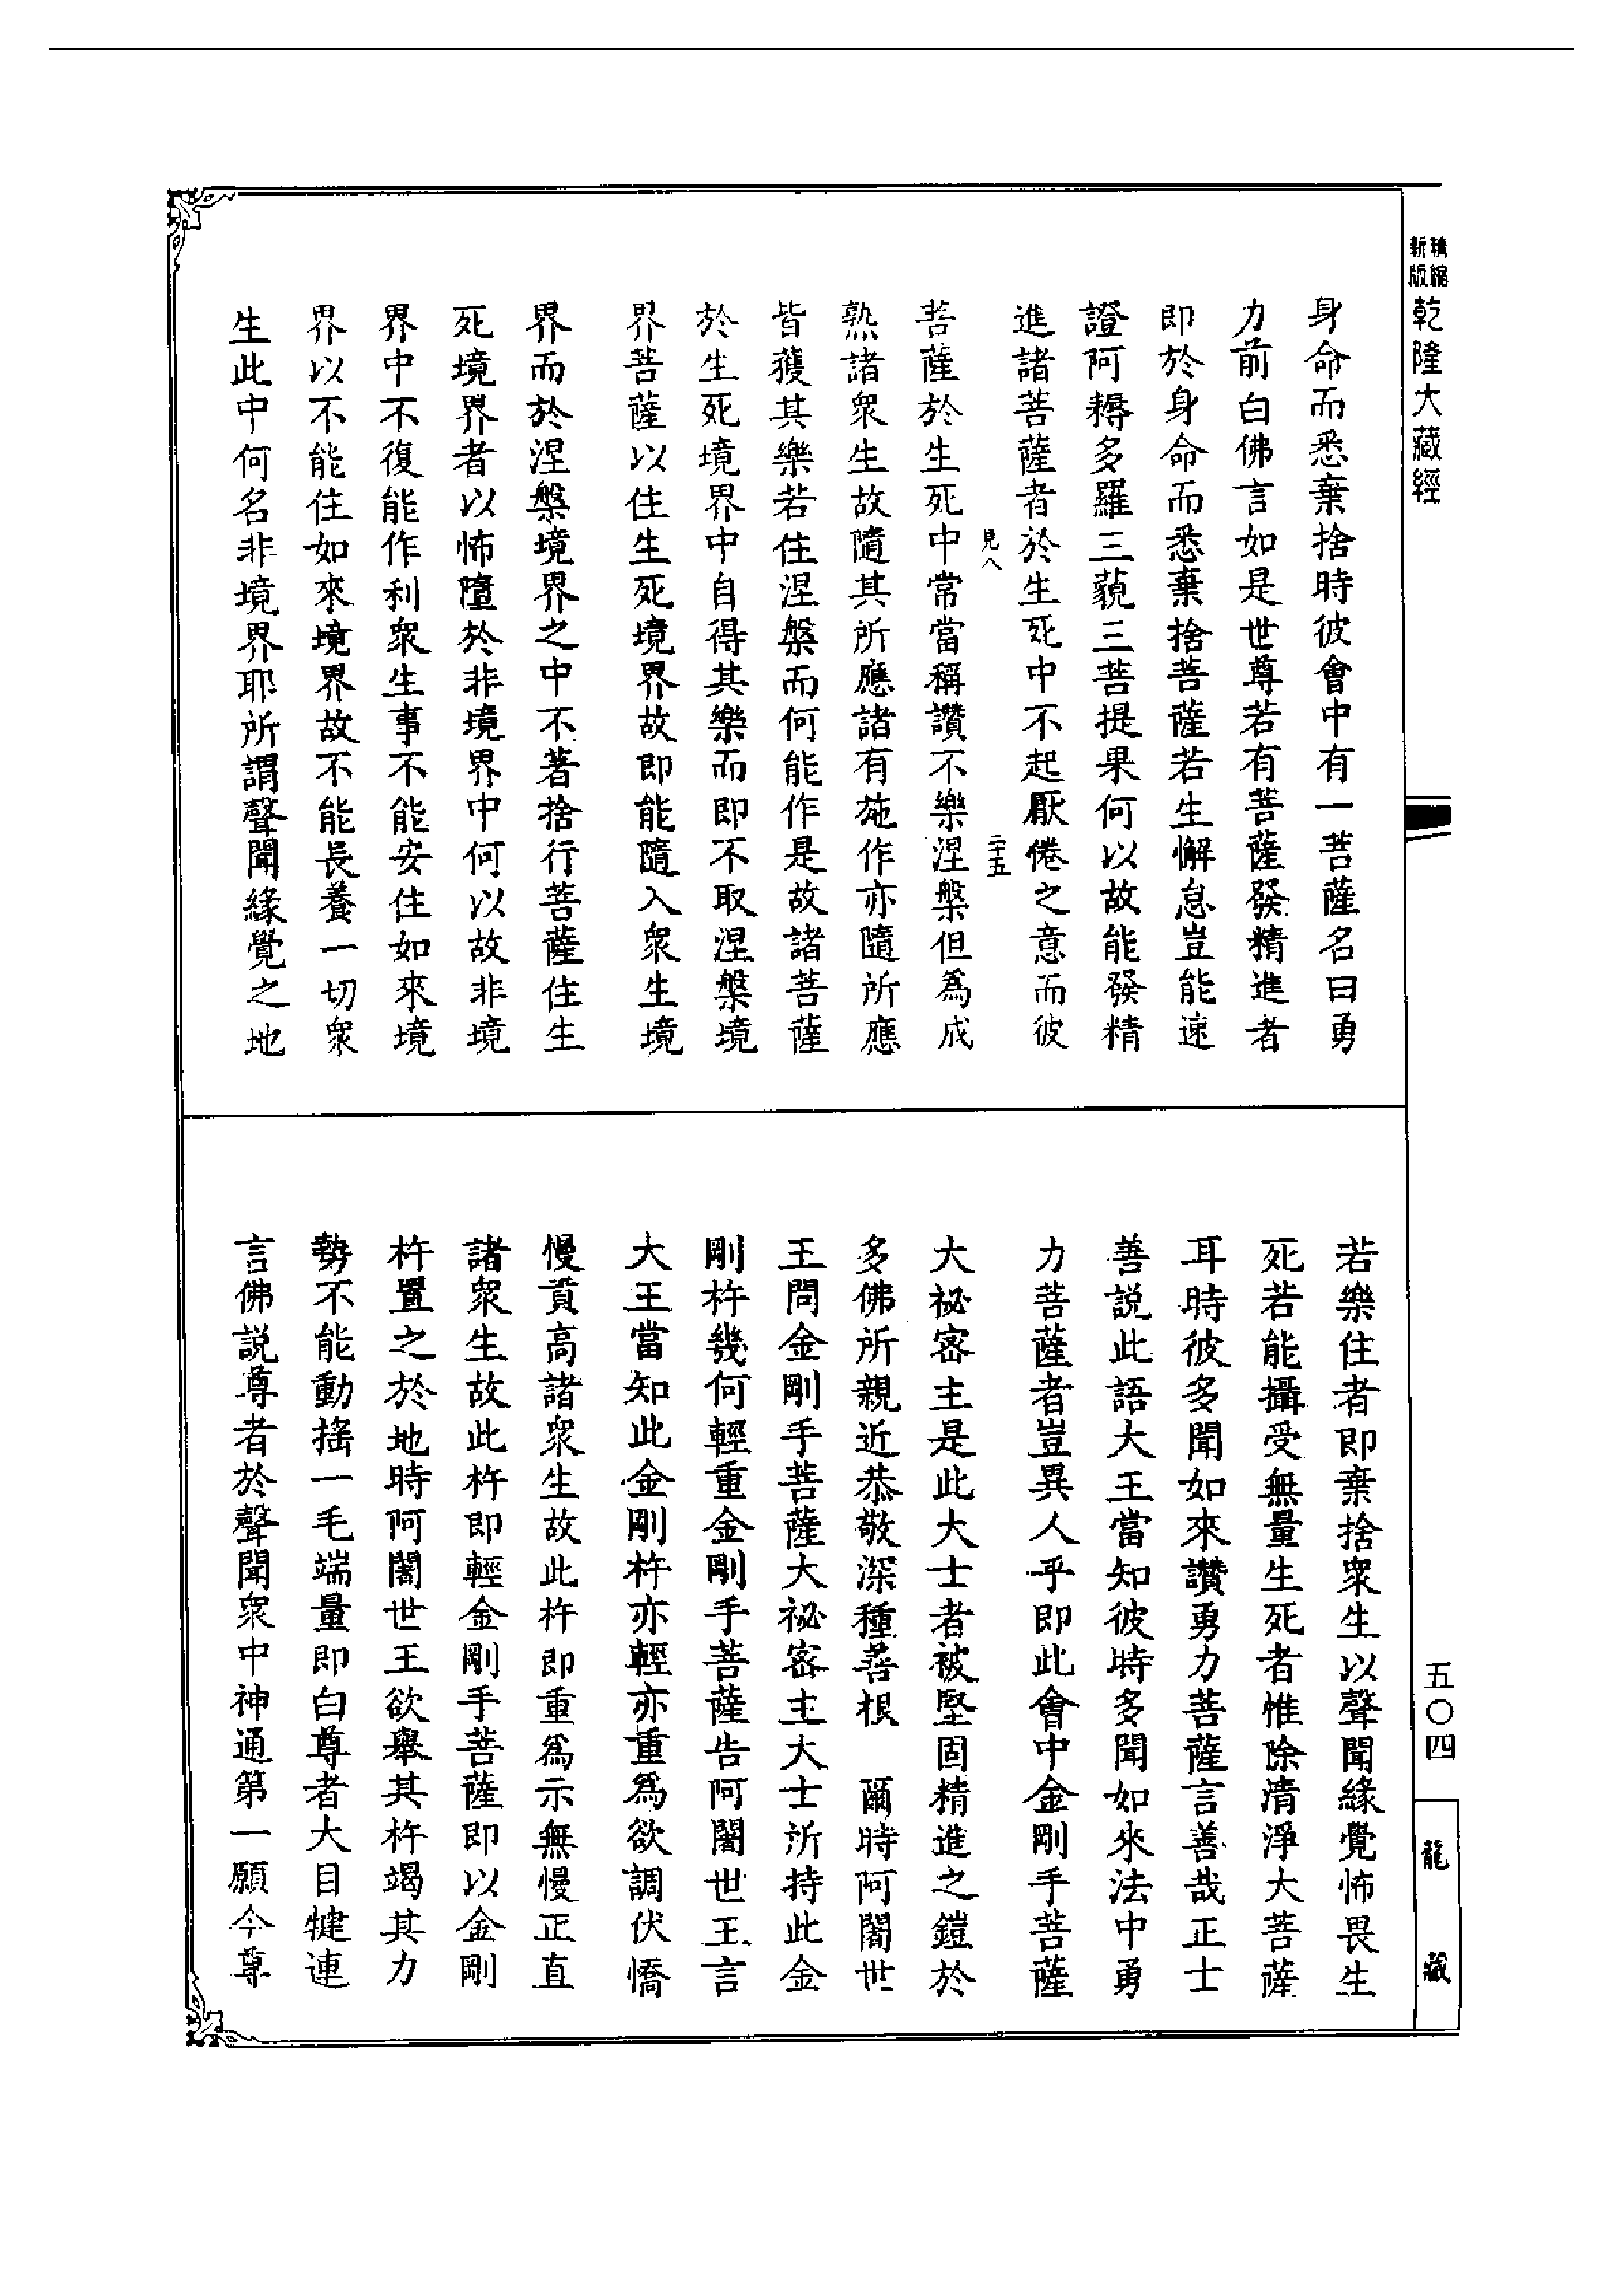 精縮新版
乾隆大藏經
身命而悉棄捨時彼會中有一菩薩名曰勇
力前白佛言如是世尊若有菩薩發精進者
即於身命而悉棄捨菩薩若生懈怠豈能速
證阿耨多羅三藐三菩提果何以故能發精
進諸菩薩者於生死中不起厭倦之意而彼
二十五
菩薩於生死中常當稱讚不樂涅槃但為成
熟諸衆生故隨其所應諸有施作亦隨所應
皆獲其樂若住涅槃而何能作是故諸菩薩
於生死境界中自得其樂而即不取涅槃境
界菩薩以住生死境界故即能隨入衆生境
界而於涅槃境界之中不著捨行菩薩住生
死境界者以怖墮於非境界中何以故非境
界中不復能作利衆生事不能安住如來境
界以不能住如來境界故不能長養一切衆
生此中何名非境界耶所謂聲聞緣覺之地
若樂住者即棄捨衆生以聲聞緣覺怖畏生
死若能攝受無量生死者惟除清淨大菩薩
耳時彼多聞如來讚勇力菩薩言善哉正士
善説此語大王當知彼時多聞如來法中勇
力菩薩者豈異人乎即此會中金剛手菩薩
大祕密主是此大士者被堅固精進之鎧於
多佛所親近恭敬深種善根　爾時阿闍世
王問金剛手菩薩大祕密主大士所持此金
剛杵幾何輕重金剛手菩薩告阿闍世王言
大王當知此金剛杵亦輕亦重為欲調伏憍
慢貢高諸衆生故此杵即重為示無慢正直
諸衆生故此杵即輕金剛手菩薩即以金剛
杵置之於地時阿闍世王欲舉其杵竭其力
勢不能動搖一毛端量即白尊者大目犍連
言佛説尊者於聲聞衆中神通第一願今尊
五〇四
龍藏